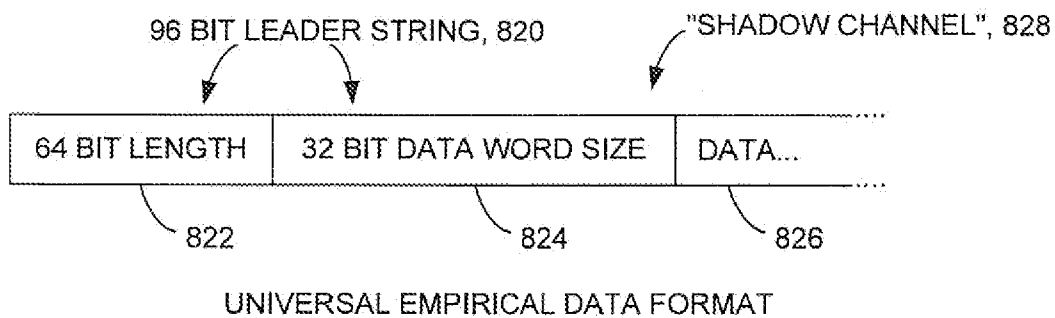 96 BIT LEADER STRING, 820
"SHADOW CHANNEL", 828
64 BIT LENGTH
32 BIT DATA WORD SIZE
DATA...
822
824
826
UNIVERSAL EMPIRICAL DATA FORMAT